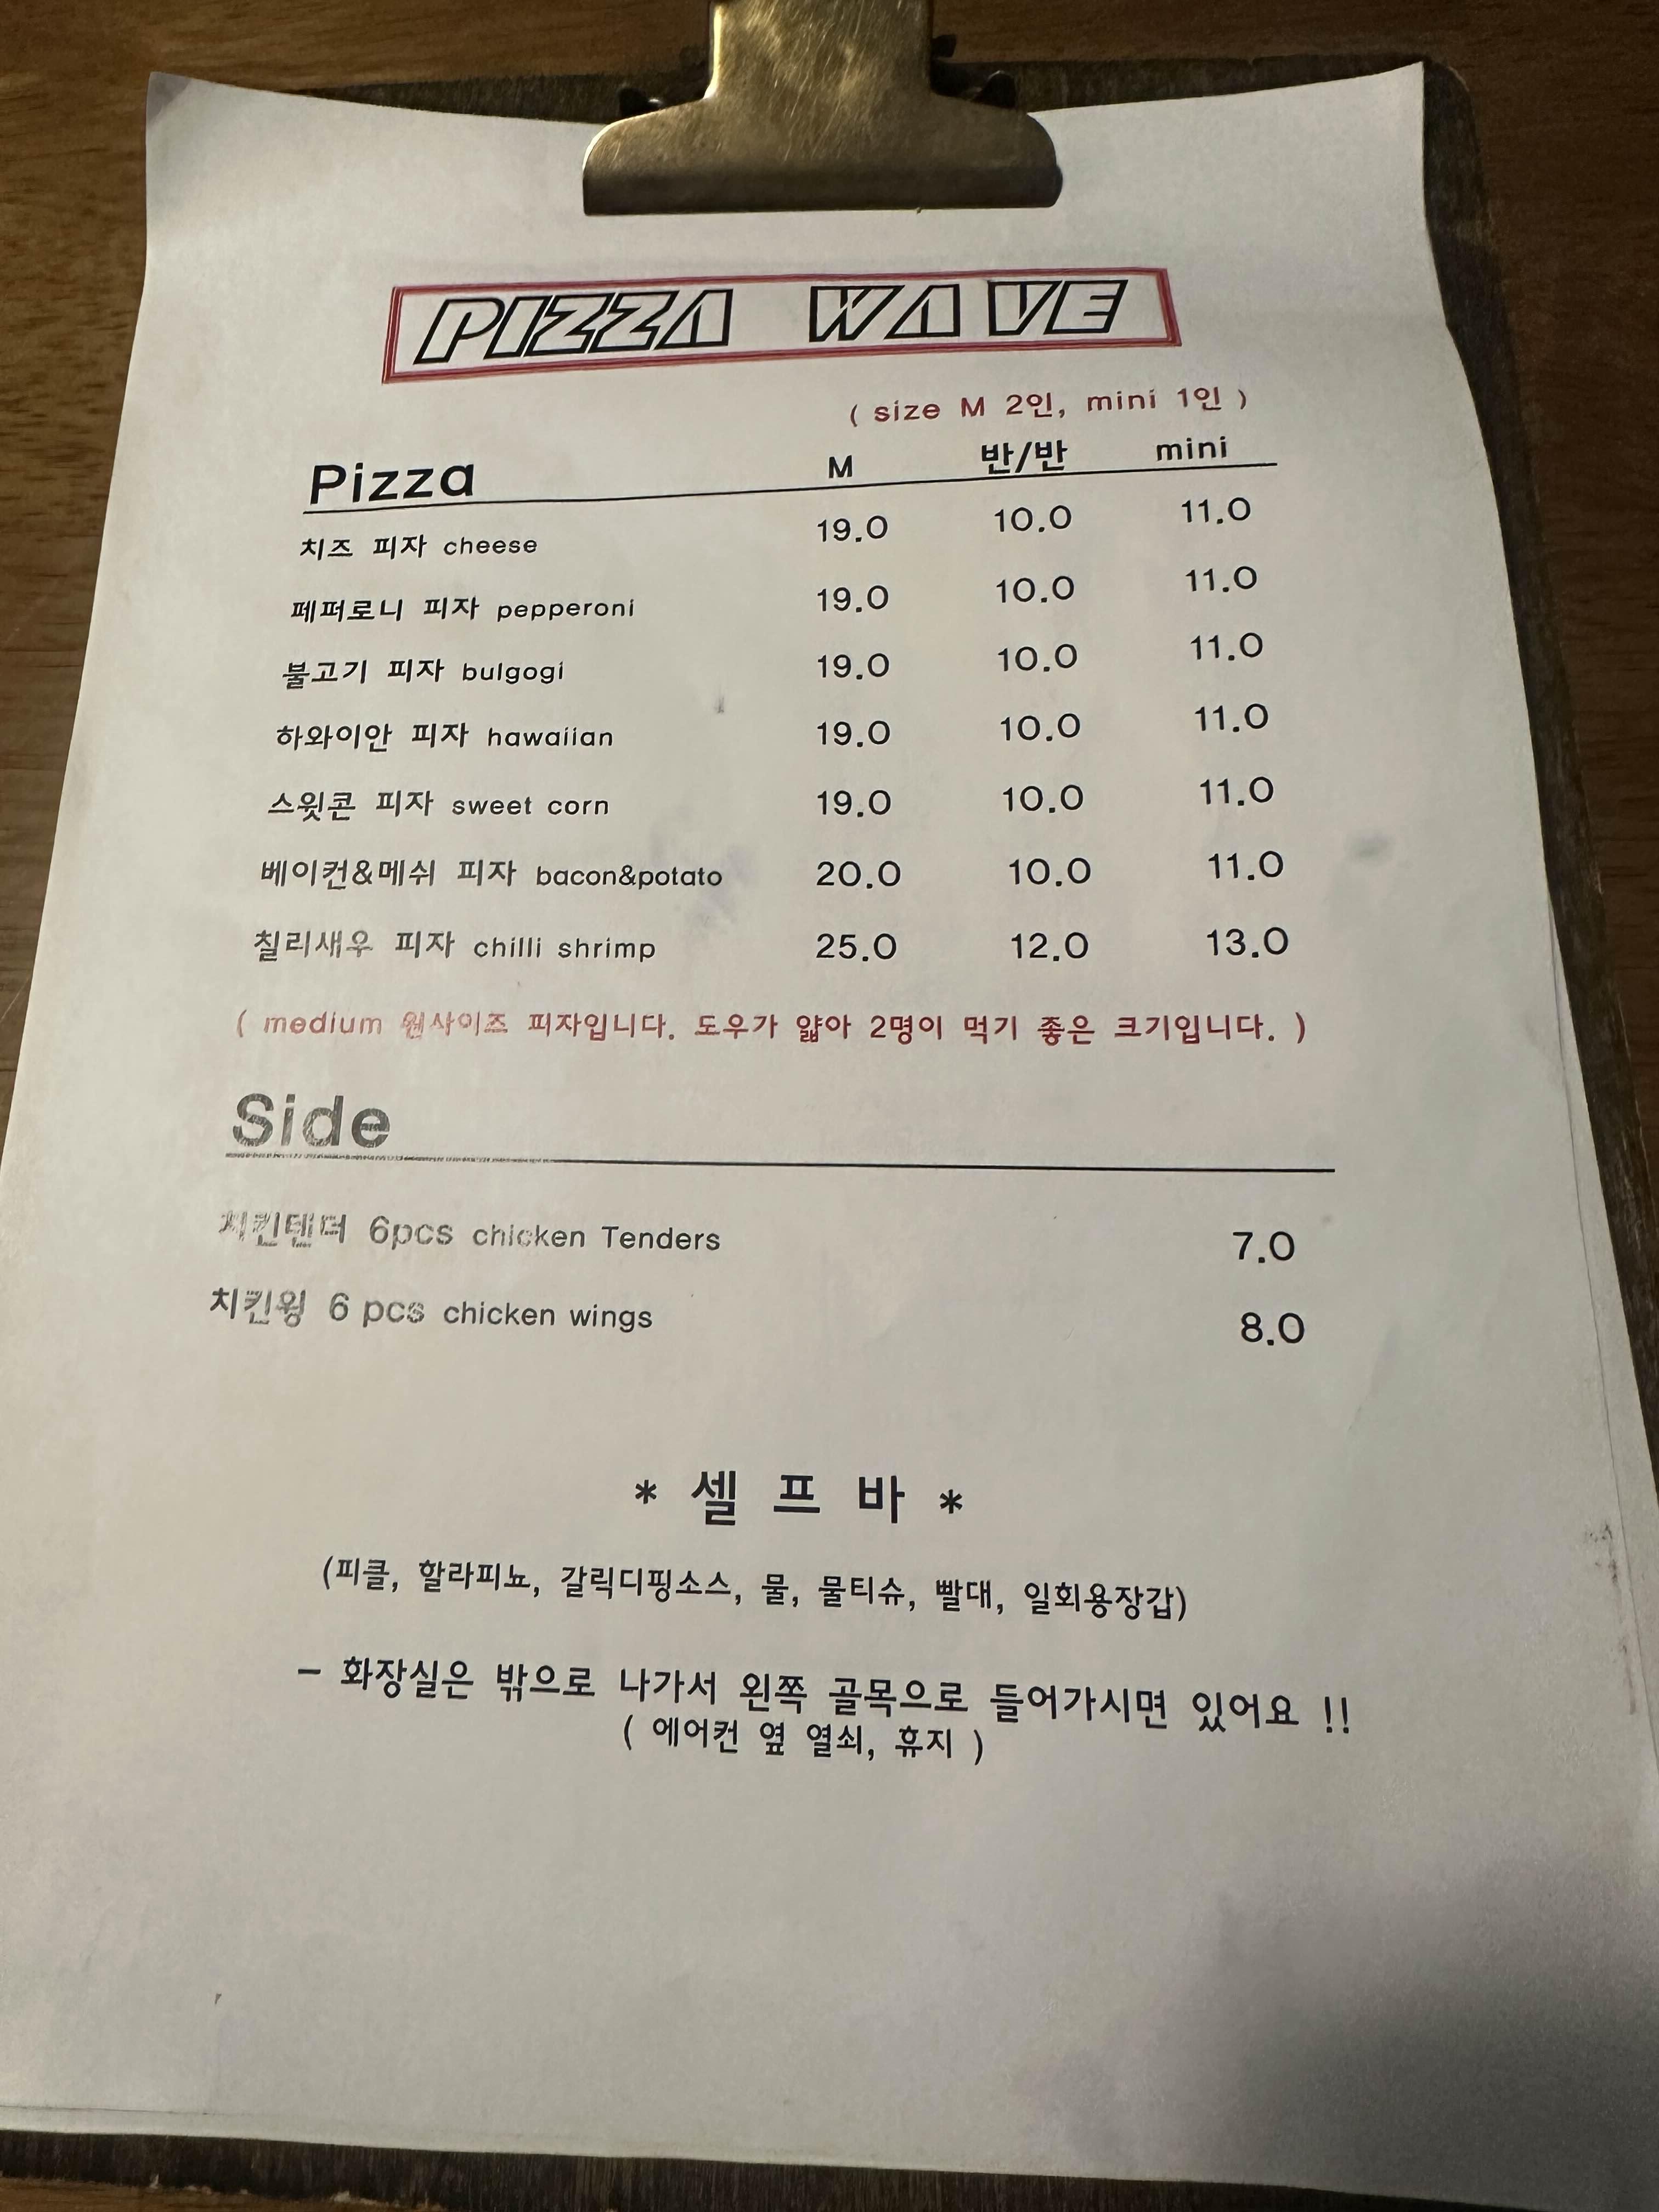 PIZZA WAVE
( size M 2인, mini 1인 )
Pizza M 반/반 mini
치즈 피자 cheese 19.0 10.0 11.0
페퍼로니 피자 pepperoni 19.0 10.0 11.0
불고기 피자 bulgogi 19.0 10.0 11.0
하와이안 피자 hawaiian 19.0 10.0 11.0
스윗콘 피자 sweet corn 19.0 10.0 11.0
베이컨&메쉬 피자 bacon&potato 20.0 10.0 11.0
칠리새우 피자 chilli shrimp 25.0 12.0 13.0
( medium 원사이즈 피자입니다. 도우가 얇아 2명이 먹기 좋은 크기입니다. )
Side
치킨텐더 6pcs chicken Tenders 7.0
치킨윙 6 pcs chicken wings 8.0
* 셀 프 바 *
(피클, 할라피뇨, 갈릭디핑소스, 물, 물티슈, 빨대, 일회용장갑)
- 화장실은 밖으로 나가서 왼쪽 골목으로 들어가시면 있어요 !!
( 에어컨 옆 열쇠, 휴지 )